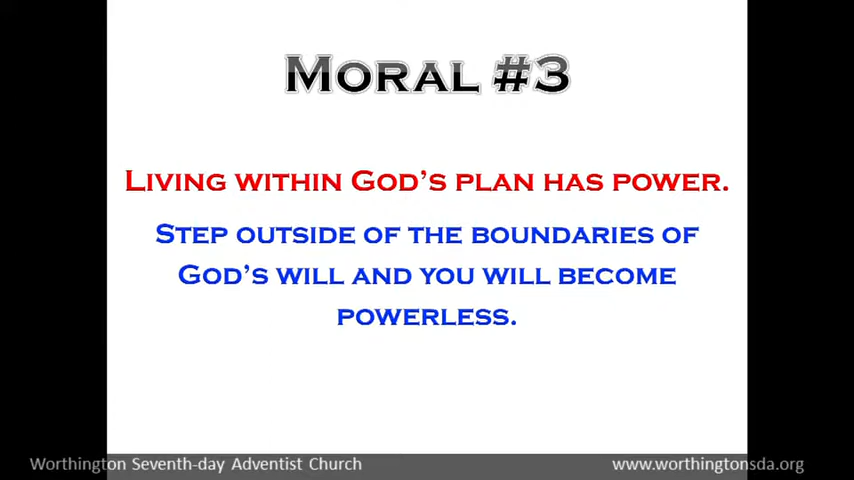 Moral #3
Living within God's plan has power.
Step outside of the boundaries of
God's will and you will become
powerless.
Worthington Seventh-day Adventist Church
www.worthingtonsda.org